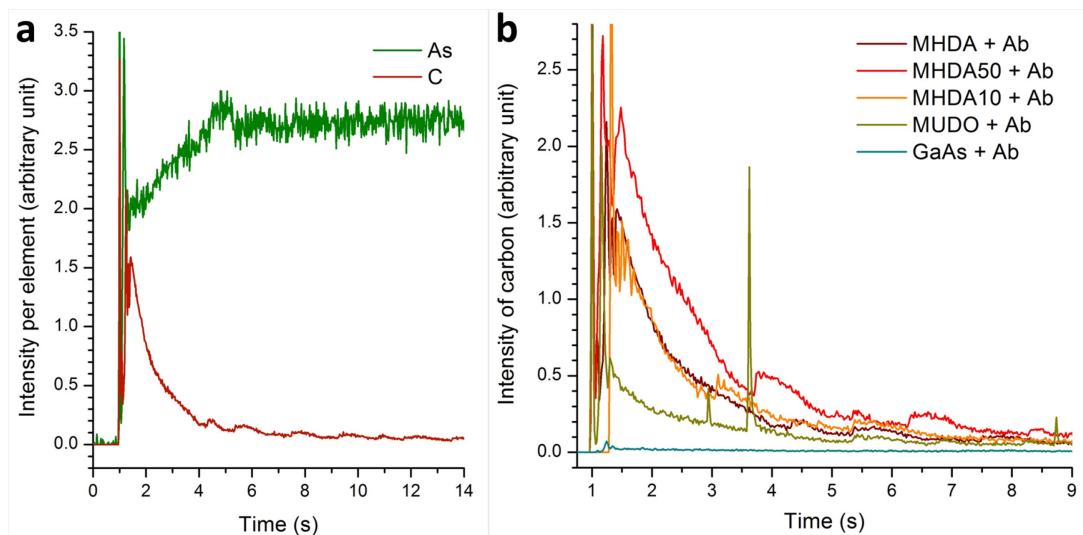 a
As
C
Intensity per element (arbitrary unit)
3.5
3.0
2.5
2.0
1.5
1.0
0.5
0.0
0 2 4 6 8 10 12 14
Time (s)
b
MHDA + Ab
MHDA50 + Ab
MHDA10 + Ab
MUDO + Ab
GaAs + Ab
Intensity of carbon (arbitrary unit)
2.5
2.0
1.5
1.0
0.5
0.0
1 2 3 4 5 6 7 8 9
Time (s)